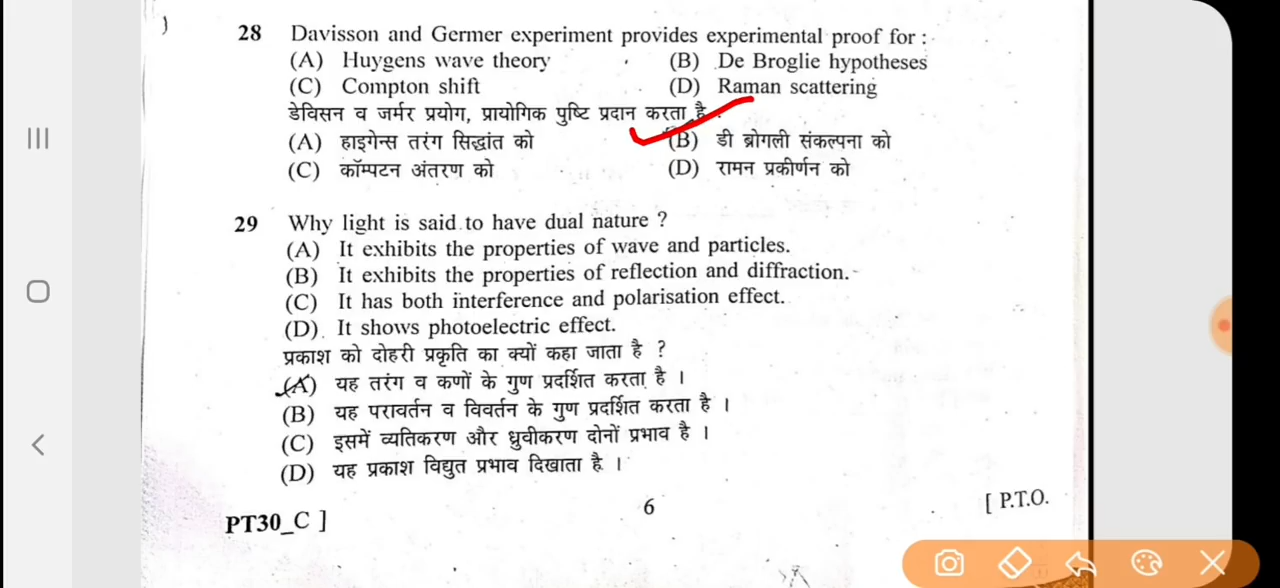 28 Davisson and Germer experiment provides experimental proof for :
(A) Huygens wave theory (B) De Broglie hypotheses
(C) Compton shift (D) Raman scattering
डेविसन व जर्मर प्रयोग, प्रायोगिक पुष्टि प्रदान करता है
(A) हाइगेन्स तरंग सिद्धांत को (B) डी ब्रोगली संकल्पना को
(C) कॉम्पटन अंतरण को (D) रामन प्रकीर्णन को
29 Why light is said to have dual nature ?
(A) It exhibits the properties of wave and particles.
(B) It exhibits the properties of reflection and diffraction.
(C) It has both interference and polarisation effect.
(D) It shows photoelectric effect.
प्रकाश को दोहरी प्रकृति का क्यों कहा जाता है ?
(A) यह तरंग व कणों के गुण प्रदर्शित करता है ।
(B) यह परावर्तन व विवर्तन के गुण प्रदर्शित करता है ।
(C) इसमें व्यतिकरण और ध्रुवीकरण दोनों प्रभाव है ।
(D) यह प्रकाश विद्युत प्रभाव दिखाता है ।
PT30_C ] 6 [ P.T.O.